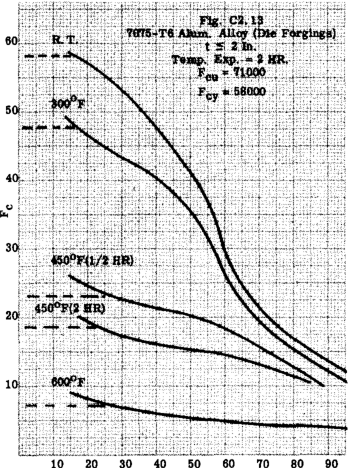 Fig. C2.13
7075-T6 Alum. Alloy (Die Forgings)
t ≤ 2 in.
Temp. Exp. = 2 HR.
Fcu = 71000
Fcy = 58000
60
R.T.
50
300°F
40
Fc
30
450°F(1/2 HR)
20
450°F(2 HR)
10
600°F
10 20 30 40 50 60 70 80 90